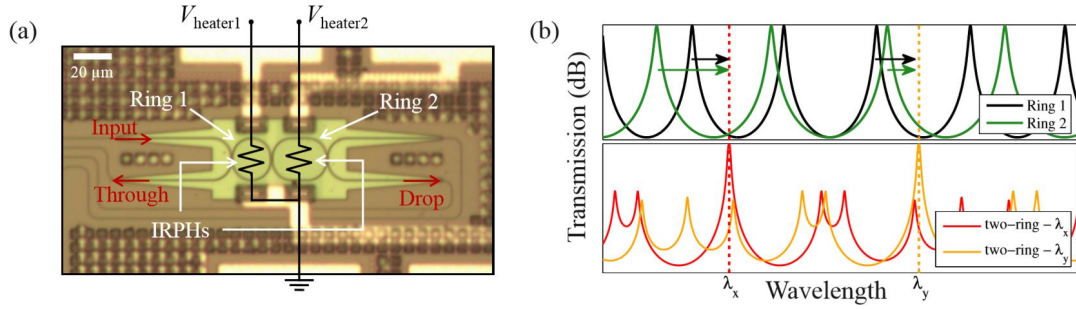 (a)
V_heater1
V_heater2
20 µm
Ring 1
Ring 2
Input
Through
Drop
IRPHs
(b)
Transmission (dB)
Ring 1
Ring 2
two-ring - λ_x
two-ring - λ_y
λ_x
Wavelength
λ_y